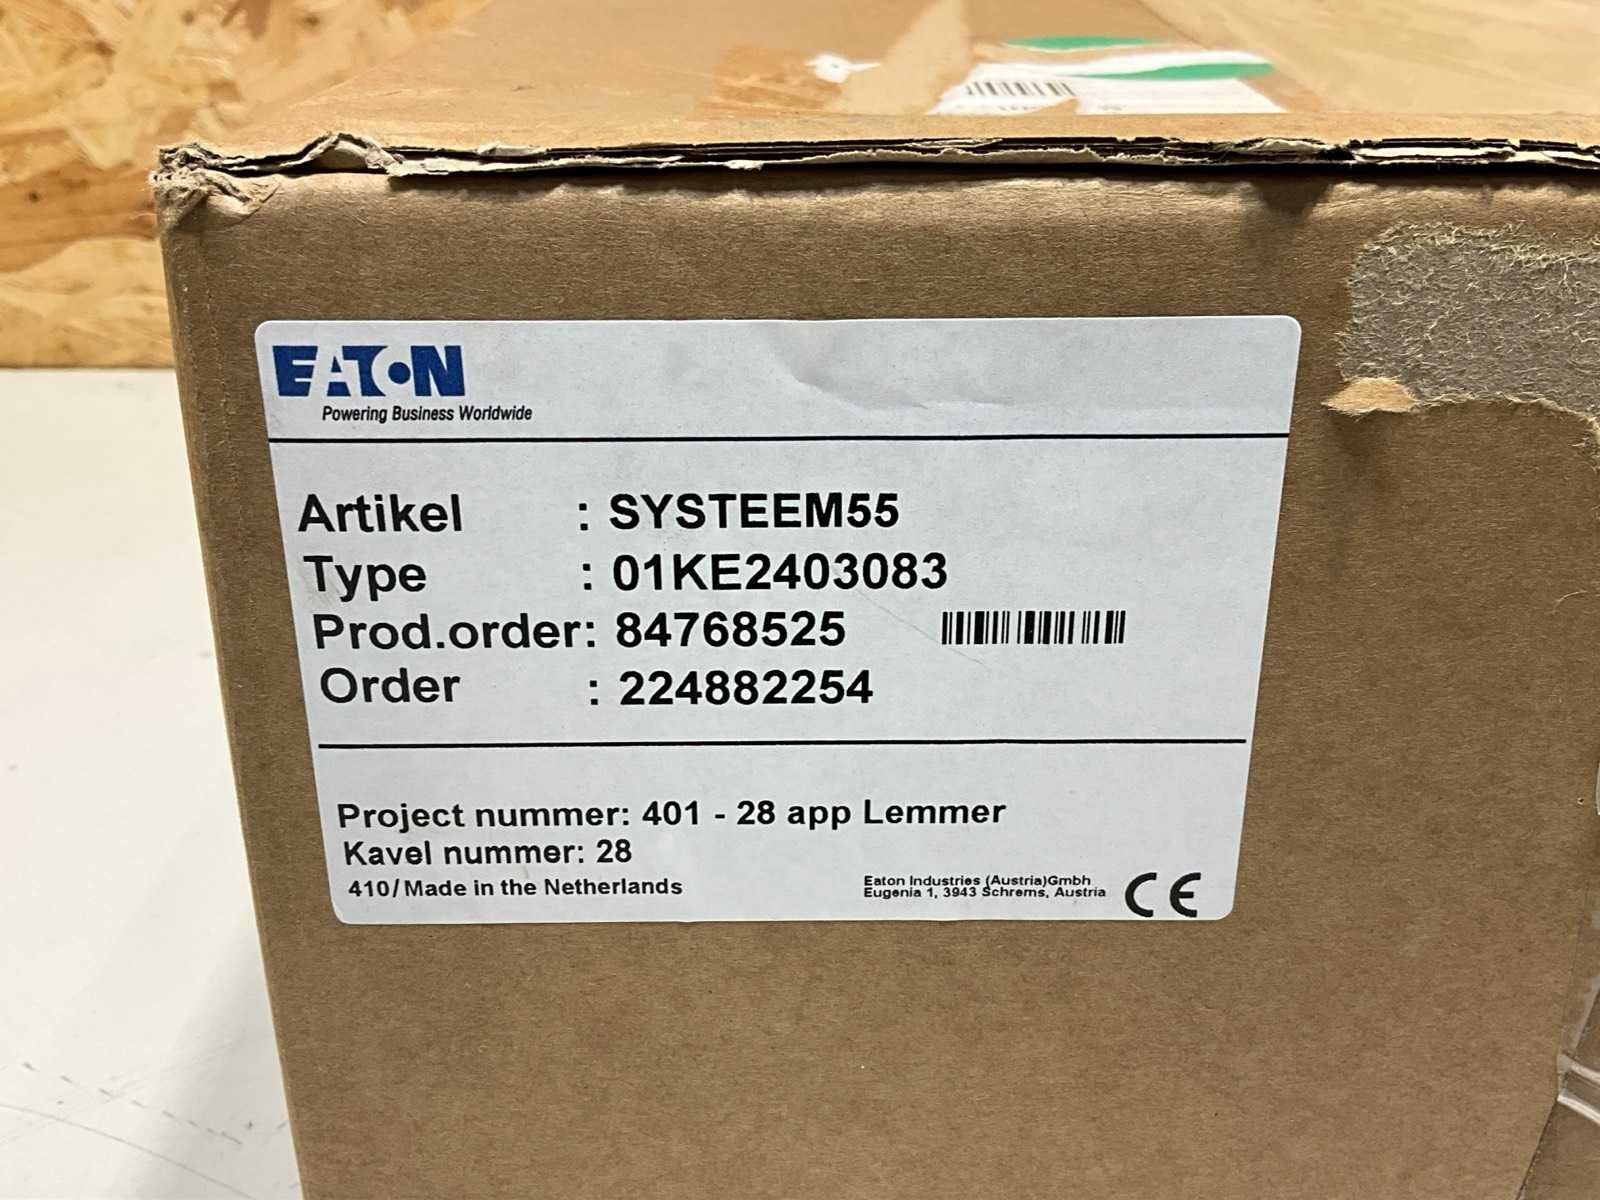 EATON
Powering Business Worldwide
Artikel : SYSTEEM55
Type : 01KE2403083
Prod.order: 84768525
Order : 224882254
Project nummer: 401 - 28 app Lemmer
Kavel nummer: 28
410/Made in the Netherlands
Eaton Industries (Austria)Gmbh
Eugenia 1, 3943 Schrems, Austria
CE